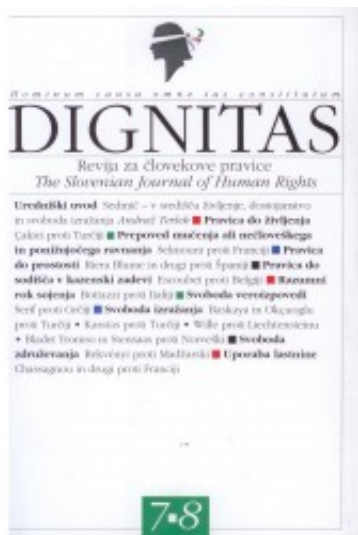 Hominum causa omne ius constitutum
DIGNITAS
Revija za človekove pravice
The Slovenian Journal of Human Rights
Uredniški uvod Sedmič – v središču življenje, dostojanstvo
in svoboda izražanja Andraž Teršek ■ Pravica do življenja
Çakici proti Turčiji ■ Prepoved mučenja ali nečloveškega
in ponižujočega ravnanja Selmouni proti Franciji ■ Pravica
do prostosti Riera Blume in drugi proti Španiji ■ Pravica do
sodišča v kazenski zadevi Escoubet proti Belgiji ■ Razumni
rok sojenja Bottazzi proti Italiji ■ Svoboda veroizpovedi
Serif proti Grčiji ■ Svoboda izražanja Baskaya in Okçuoglu
proti Turčiji • Karatas proti Turčiji • Wille proti Liechtensteinu
• Bladet Tromsø in Stensaas proti Norveški ■ Svoboda
združevanja Rekvényi proti Madžarski ■ Uporaba lastnine
Chassagnou in drugi proti Franciji
7▪8